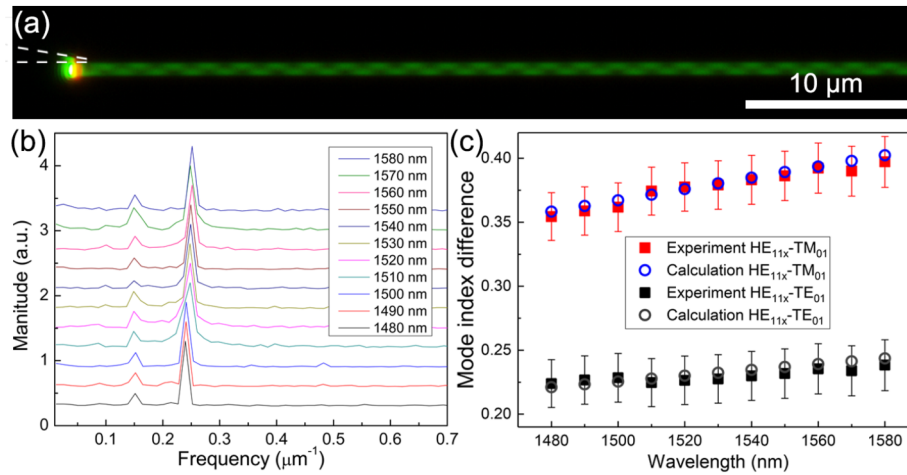 (a)
10 μm
(b)
4
3
2
1
0
Manitude (a.u.)
1580 nm
1570 nm
1560 nm
1550 nm
1540 nm
1530 nm
1520 nm
1510 nm
1500 nm
1490 nm
1480 nm
0.1 0.2 0.3 0.4 0.5 0.6 0.7
Frequency (μm⁻¹)
(c)
0.40
0.35
0.30
0.25
0.20
Mode index difference
Experiment HE₁₁ₓ-TM₀₁
Calculation HE₁₁ₓ-TM₀₁
Experiment HE₁₁ₓ-TE₀₁
Calculation HE₁₁ₓ-TE₀₁
1480 1500 1520 1540 1560 1580
Wavelength (nm)